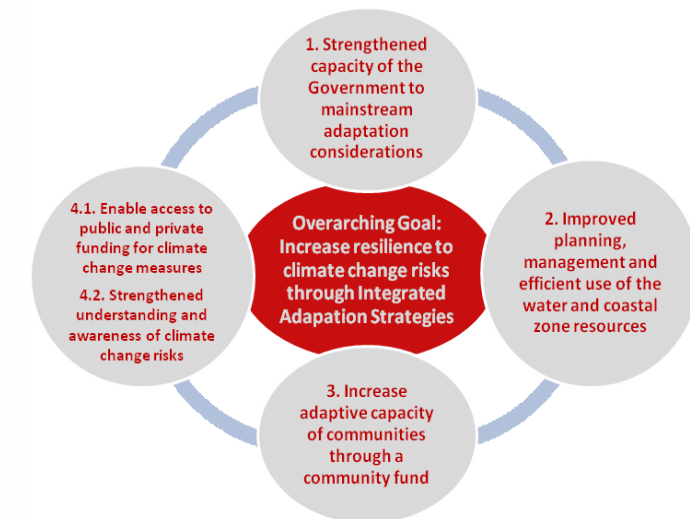 1. Strengthened
capacity of the
Government to
mainstream
adaptation
considerations
4.1. Enable access to
public and private
funding for climate
change measures
4.2. Strengthened
understanding and
awareness of climate
change risks
Overarching Goal:
Increase resilience to
climate change risks
through Integrated
Adapation Strategies
2. Improved
planning,
management and
efficient use of the
water and coastal
zone resources
3. Increase
adaptive capacity
of communities
through a
community fund